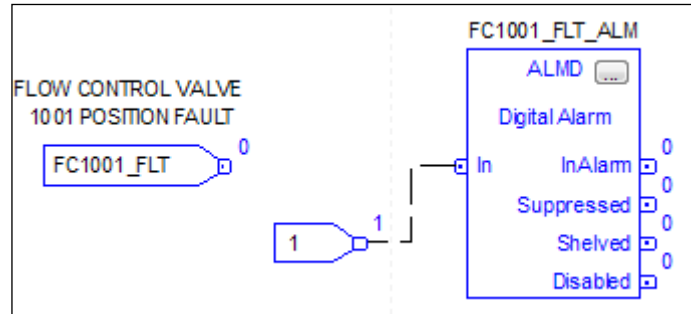 FC1001_FLT_ALM
ALMD ...
FLOW CONTROL VALVE
1001 POSITION FAULT
Digital Alarm
FC1001_FLT 0
In InAlarm 0
Suppressed 0
1 1
Shelved 0
Disabled 0